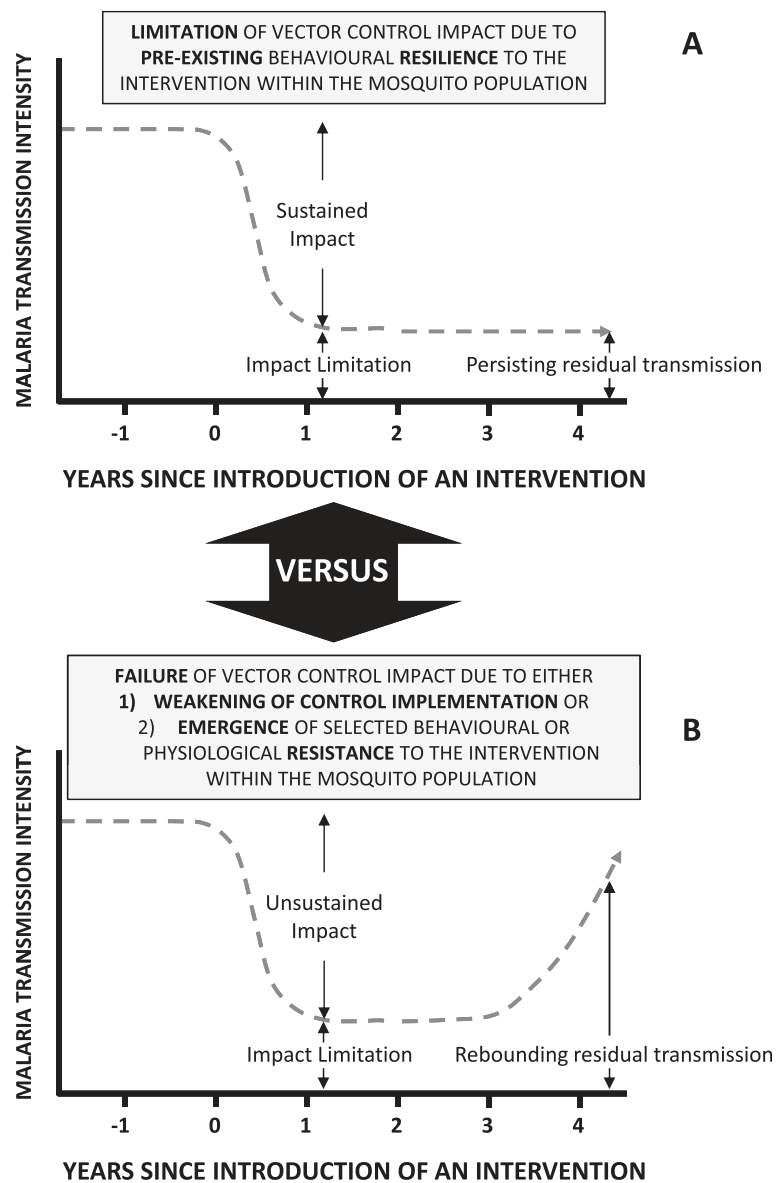 LIMITATION OF VECTOR CONTROL IMPACT DUE TO
PRE-EXISTING BEHAVIOURAL RESILIENCE TO THE
INTERVENTION WITHIN THE MOSQUITO POPULATION
A
MALARIA TRANSMISSION INTENSITY
Sustained
Impact
Impact Limitation
Persisting residual transmission
-1 0 1 2 3 4
YEARS SINCE INTRODUCTION OF AN INTERVENTION
VERSUS
FAILURE OF VECTOR CONTROL IMPACT DUE TO EITHER
1) WEAKENING OF CONTROL IMPLEMENTATION OR
2) EMERGENCE OF SELECTED BEHAVIOURAL OR
PHYSIOLOGICAL RESISTANCE TO THE INTERVENTION
WITHIN THE MOSQUITO POPULATION
B
MALARIA TRANSMISSION INTENSITY
Unsustained
Impact
Impact Limitation
Rebounding residual transmission
-1 0 1 2 3 4
YEARS SINCE INTRODUCTION OF AN INTERVENTION